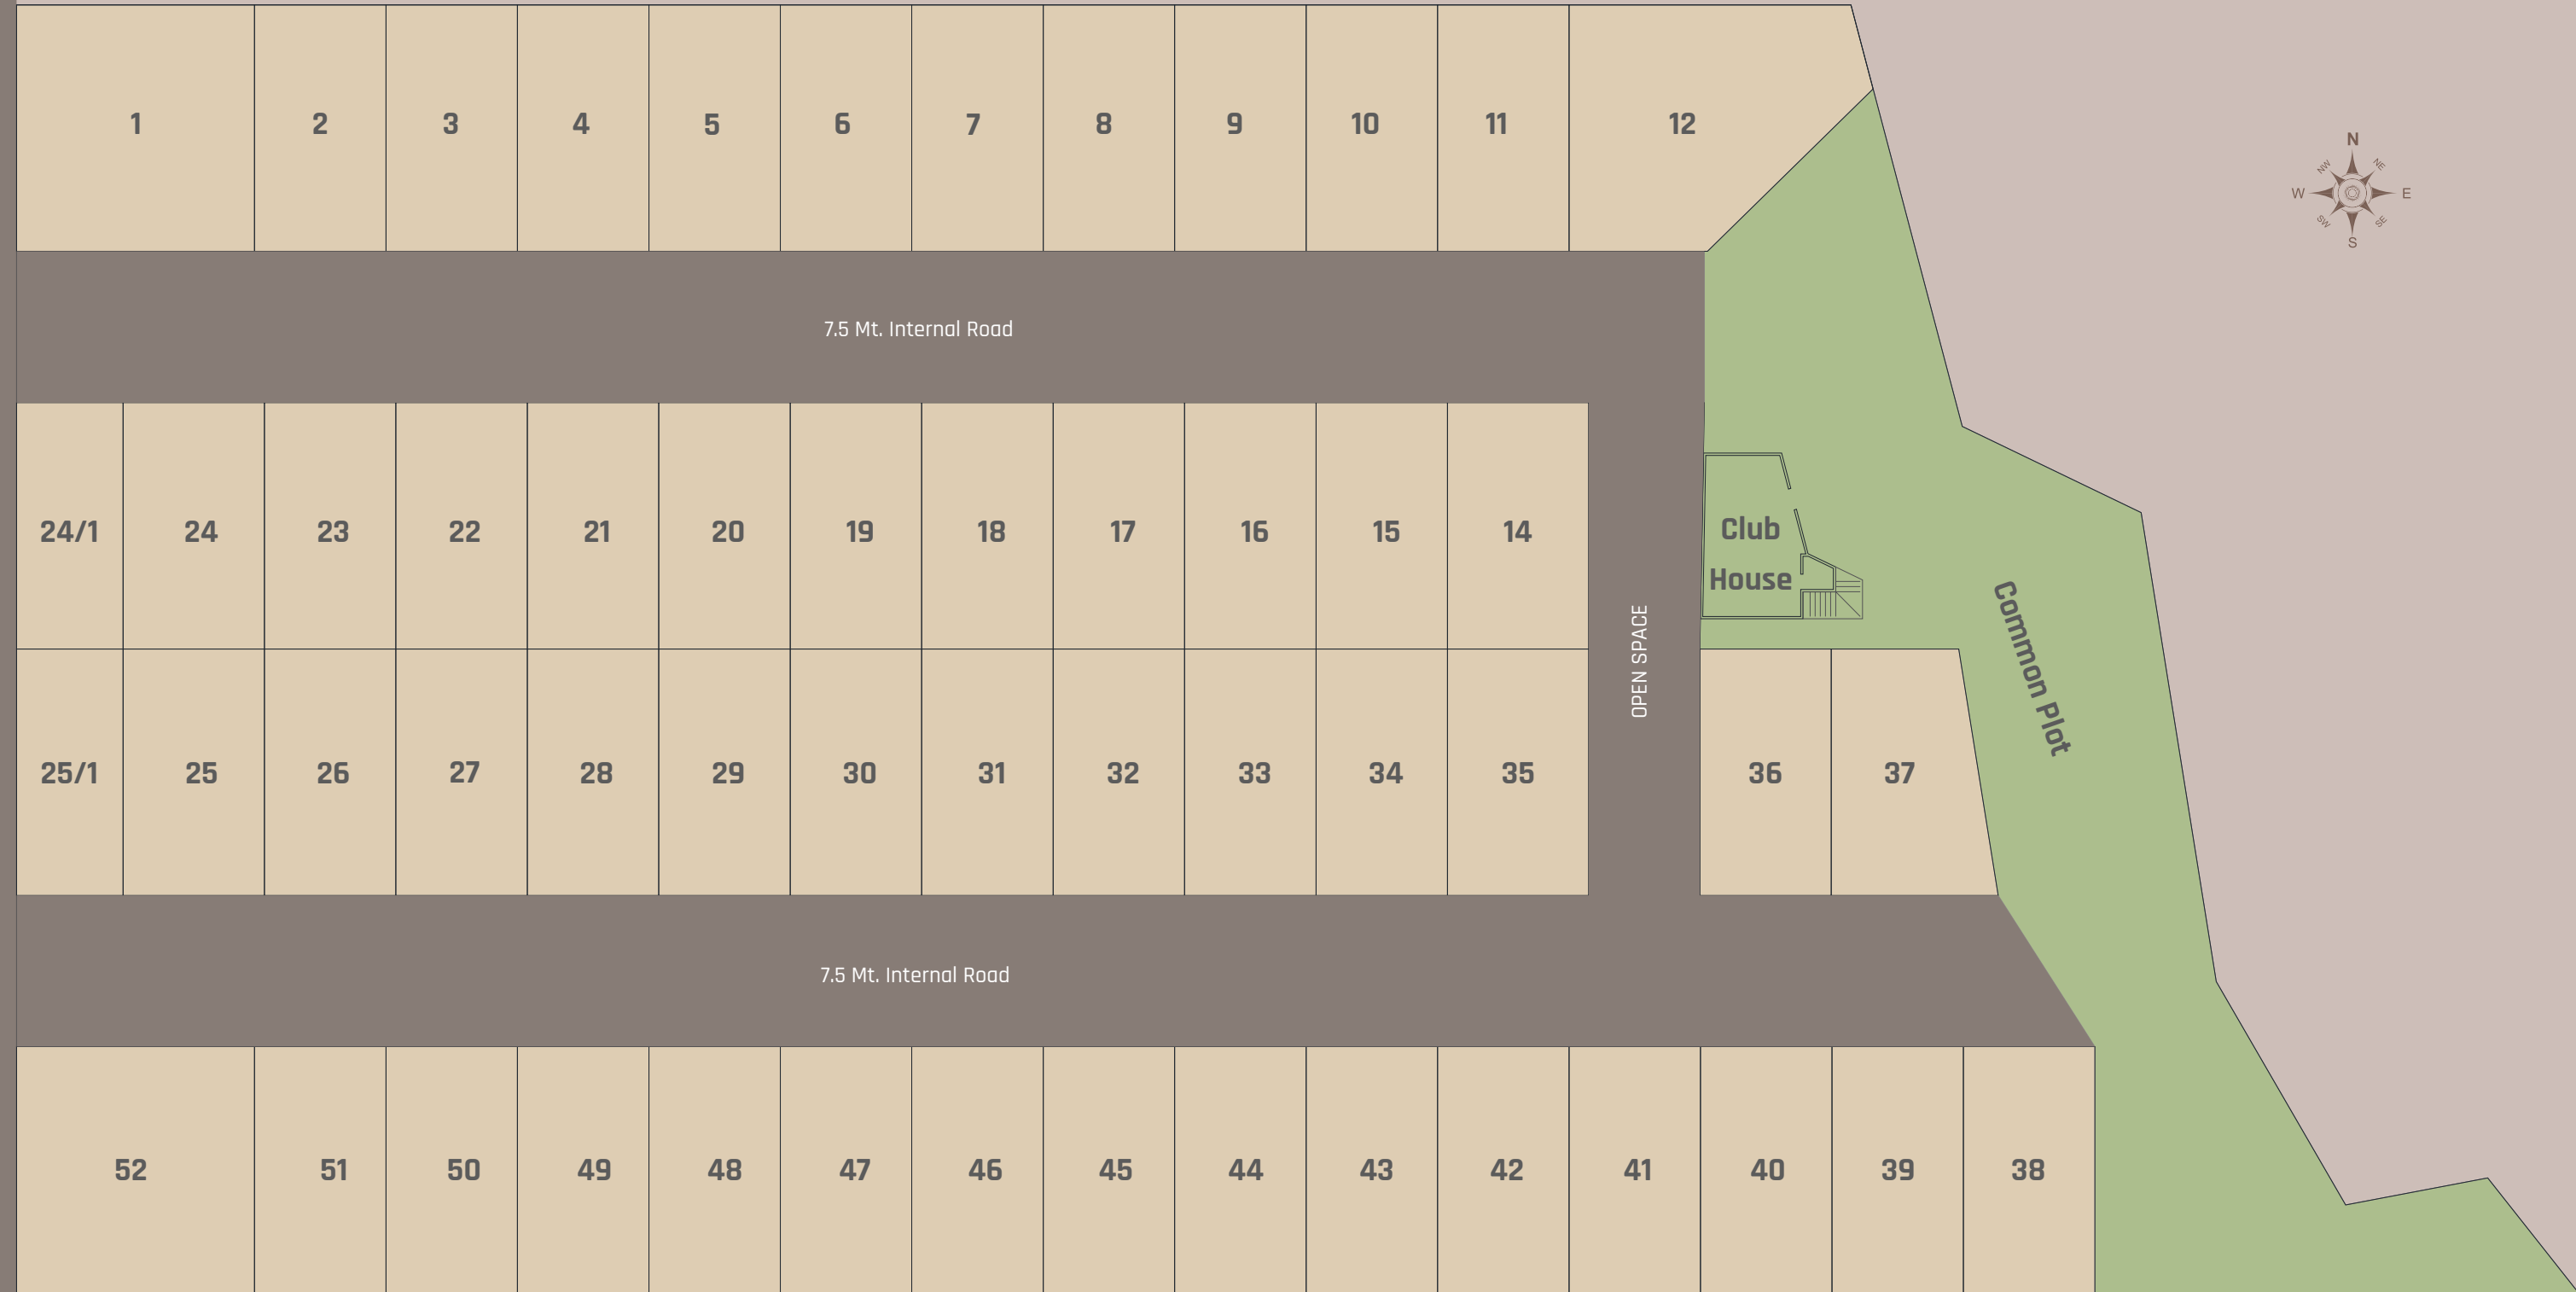 1 2 3 4 5 6 7 8 9 10 11 12
N
NW NE
W E
SW SE
S
7.5 Mt. Internal Road
24/1 24 23 22 21 20 19 18 17 16 15 14
Club
House
OPEN SPACE
Common Plot
25/1 25 26 27 28 29 30 31 32 33 34 35 36 37
7.5 Mt. Internal Road
52 51 50 49 48 47 46 45 44 43 42 41 40 39 38